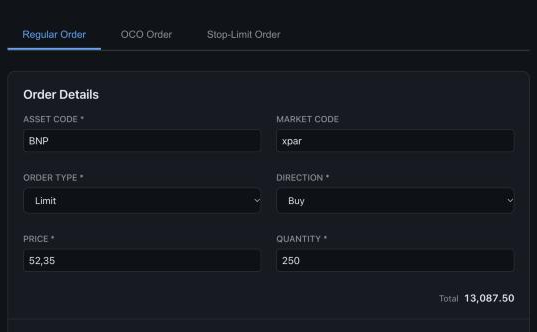 Regular Order OCO Order Stop-Limit Order
Order Details
ASSET CODE * MARKET CODE
BNP xpar
ORDER TYPE * DIRECTION *
Limit Buy
PRICE * QUANTITY *
52,35 250
Total 13,087.50